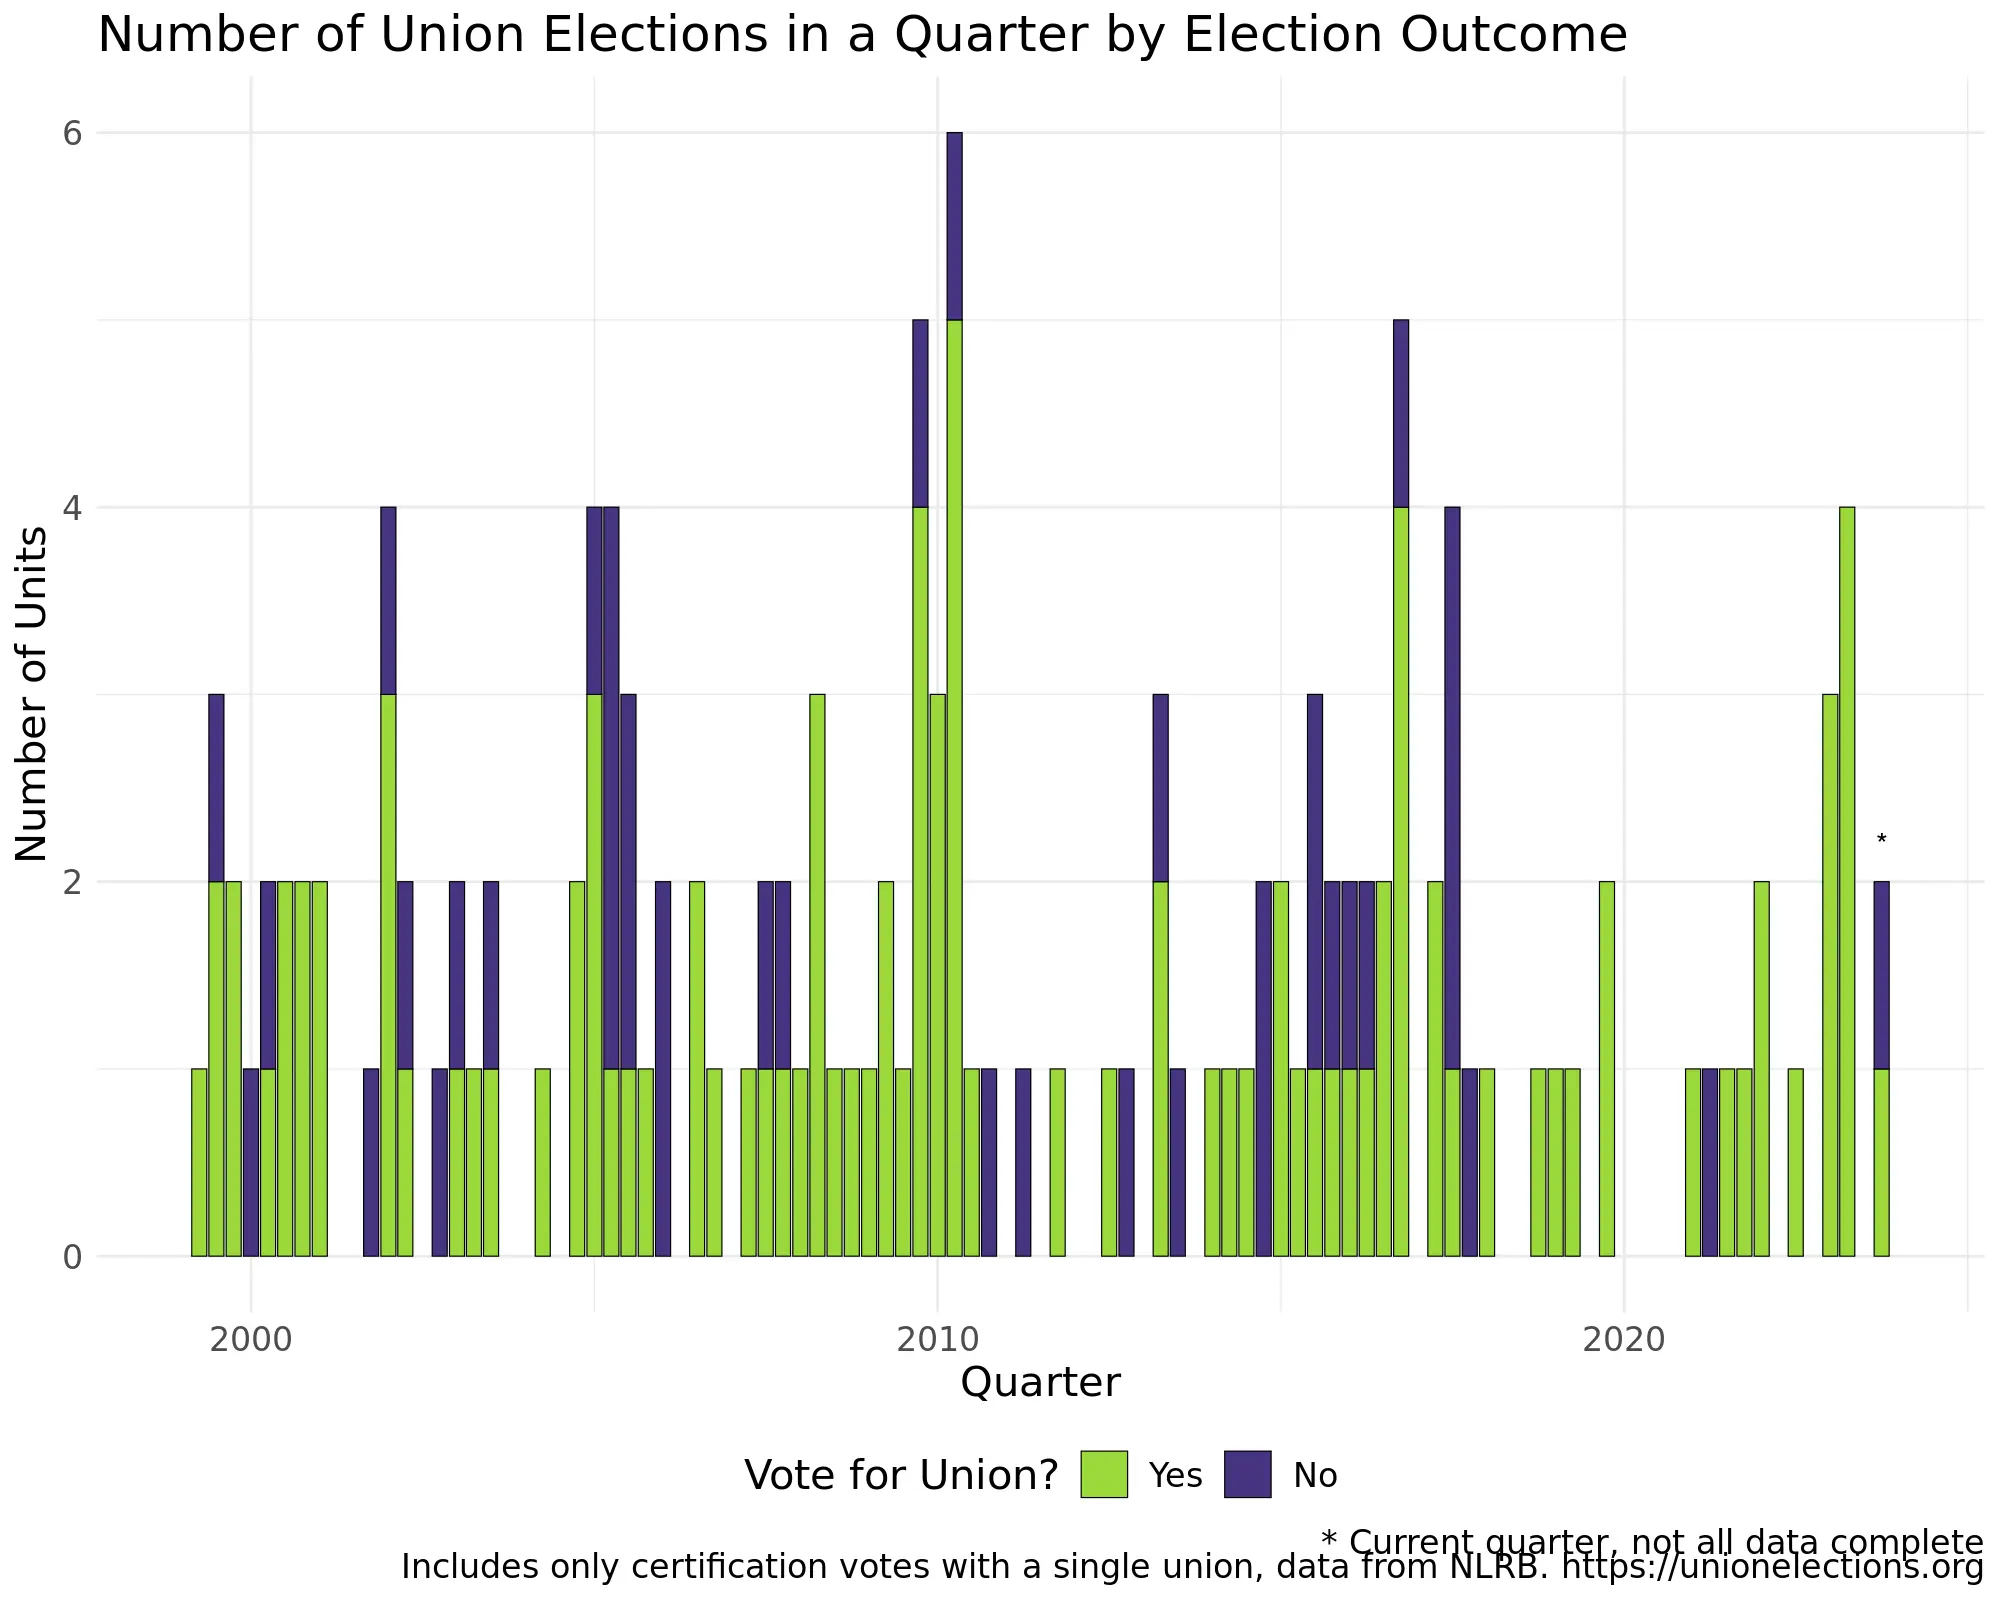 Number of Union Elections in a Quarter by Election Outcome
6
4
2
0
Number of Units
*
2000 2010 2020
Quarter
Vote for Union? Yes No
* Current quarter, not all data complete
Includes only certification votes with a single union, data from NLRB. https://unionelections.org